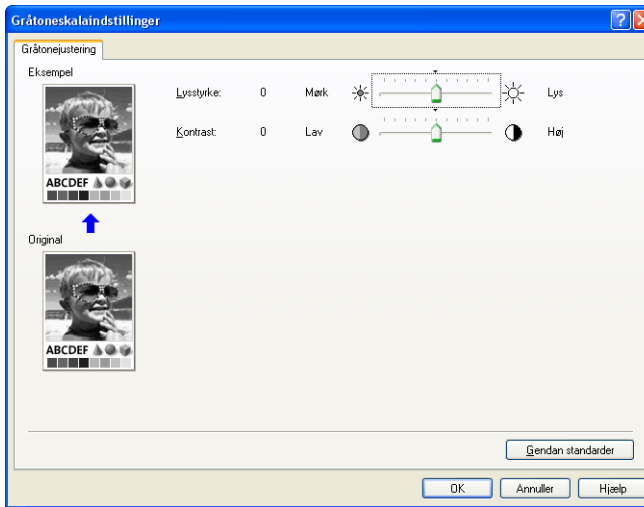 Gråtoneskalaindstillinger
Gråtonejustering
Eksempel
Lysstyrke: 0 Mørk Lys
Kontrast: 0 Lav Høj
ABCDEF
Original
ABCDEF
Gendan standarder
OK Annuller Hjælp